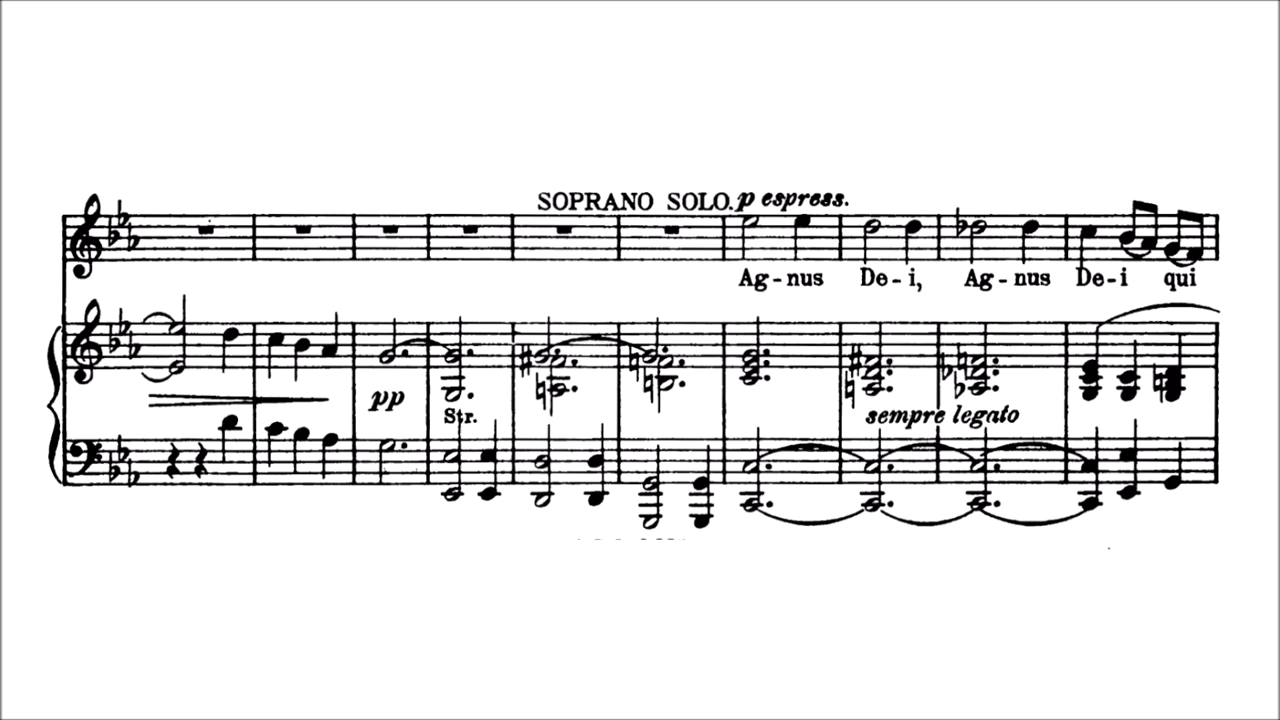 SOPRANO SOLO. p espress.
Ag - nus De - i, Ag - nus De - i qui
pp
Str.
sempre legato